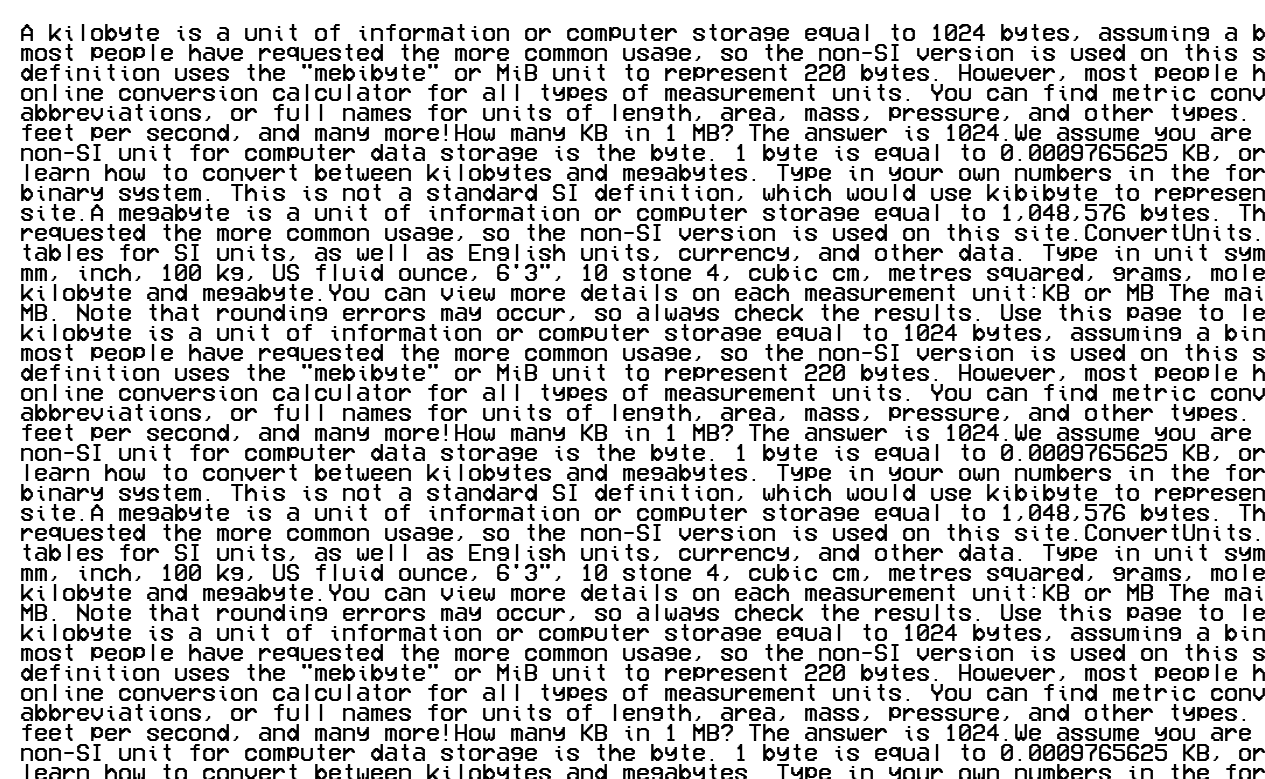 A kilobyte is a unit of information or computer storage equal to 1024 bytes, assuming a b
most people have requested the more common usage, so the non-SI version is used on this s
definition uses the "mebibyte" or MiB unit to represent 220 bytes. However, most people h
online conversion calculator for all types of measurement units. You can find metric conv
abbreviations, or full names for units of length, area, mass, pressure, and other types.
feet per second, and many more!How many KB in 1 MB? The answer is 1024.We assume you are
non-SI unit for computer data storage is the byte. 1 byte is equal to 0.0009765625 KB, or
learn how to convert between kilobytes and megabytes. Type in your own numbers in the for
binary system. This is not a standard SI definition, which would use kibibyte to represen
site.A megabyte is a unit of information or computer storage equal to 1,048,576 bytes. Th
requested the more common usage, so the non-SI version is used on this site.ConvertUnits.
tables for SI units, as well as English units, currency, and other data. Type in unit sym
mm, inch, 100 kg, US fluid ounce, 6'3", 10 stone 4, cubic cm, metres squared, grams, mole
kilobyte and megabyte.You can view more details on each measurement unit:KB or MB The mai
MB. Note that rounding errors may occur, so always check the results. Use this page to le
kilobyte is a unit of information or computer storage equal to 1024 bytes, assuming a bin
most people have requested the more common usage, so the non-SI version is used on this s
definition uses the "mebibyte" or MiB unit to represent 220 bytes. However, most people h
online conversion calculator for all types of measurement units. You can find metric conv
abbreviations, or full names for units of length, area, mass, pressure, and other types.
feet per second, and many more!How many KB in 1 MB? The answer is 1024.We assume you are
non-SI unit for computer data storage is the byte. 1 byte is equal to 0.0009765625 KB, or
learn how to convert between kilobytes and megabytes. Type in your own numbers in the for
binary system. This is not a standard SI definition, which would use kibibyte to represen
site.A megabyte is a unit of information or computer storage equal to 1,048,576 bytes. Th
requested the more common usage, so the non-SI version is used on this site.ConvertUnits.
tables for SI units, as well as English units, currency, and other data. Type in unit sym
mm, inch, 100 kg, US fluid ounce, 6'3", 10 stone 4, cubic cm, metres squared, grams, mole
kilobyte and megabyte.You can view more details on each measurement unit:KB or MB The mai
MB. Note that rounding errors may occur, so always check the results. Use this page to le
kilobyte is a unit of information or computer storage equal to 1024 bytes, assuming a bin
most people have requested the more common usage, so the non-SI version is used on this s
definition uses the "mebibyte" or MiB unit to represent 220 bytes. However, most people h
online conversion calculator for all types of measurement units. You can find metric conv
abbreviations, or full names for units of length, area, mass, pressure, and other types.
feet per second, and many more!How many KB in 1 MB? The answer is 1024.We assume you are
non-SI unit for computer data storage is the byte. 1 byte is equal to 0.0009765625 KB, or
learn how to convert between kilobytes and megabytes. Type in your own numbers in the for